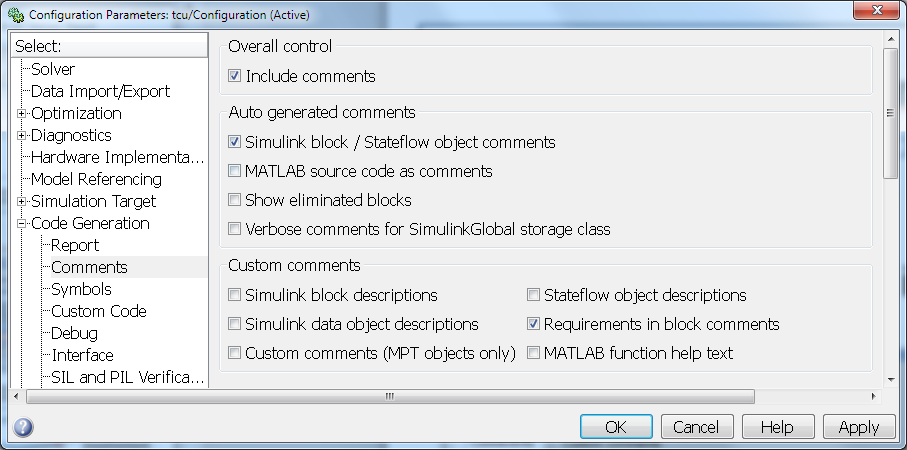 Configuration Parameters: tcu/Configuration (Active)
Select:
Solver
Data Import/Export
Optimization
Diagnostics
Hardware Implementa...
Model Referencing
Simulation Target
Code Generation
Report
Comments
Symbols
Custom Code
Debug
Interface
SIL and PIL Verifica...
Overall control
Include comments
Auto generated comments
Simulink block / Stateflow object comments
MATLAB source code as comments
Show eliminated blocks
Verbose comments for SimulinkGlobal storage class
Custom comments
Simulink block descriptions
Stateflow object descriptions
Simulink data object descriptions
Requirements in block comments
Custom comments (MPT objects only)
MATLAB function help text
OK
Cancel
Help
Apply